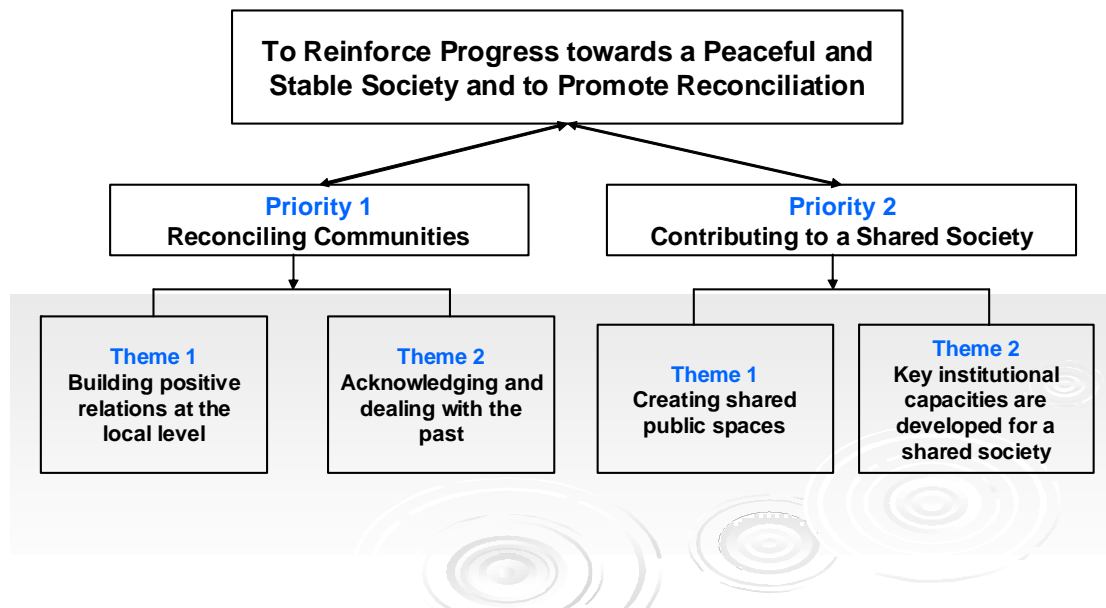 To Reinforce Progress towards a Peaceful and
Stable Society and to Promote Reconciliation
Priority 1
Reconciling Communities
Priority 2
Contributing to a Shared Society
Theme 1
Building positive
relations at the
local level
Theme 2
Acknowledging and
dealing with the
past
Theme 1
Creating shared
public spaces
Theme 2
Key institutional
capacities are
developed for a
shared society